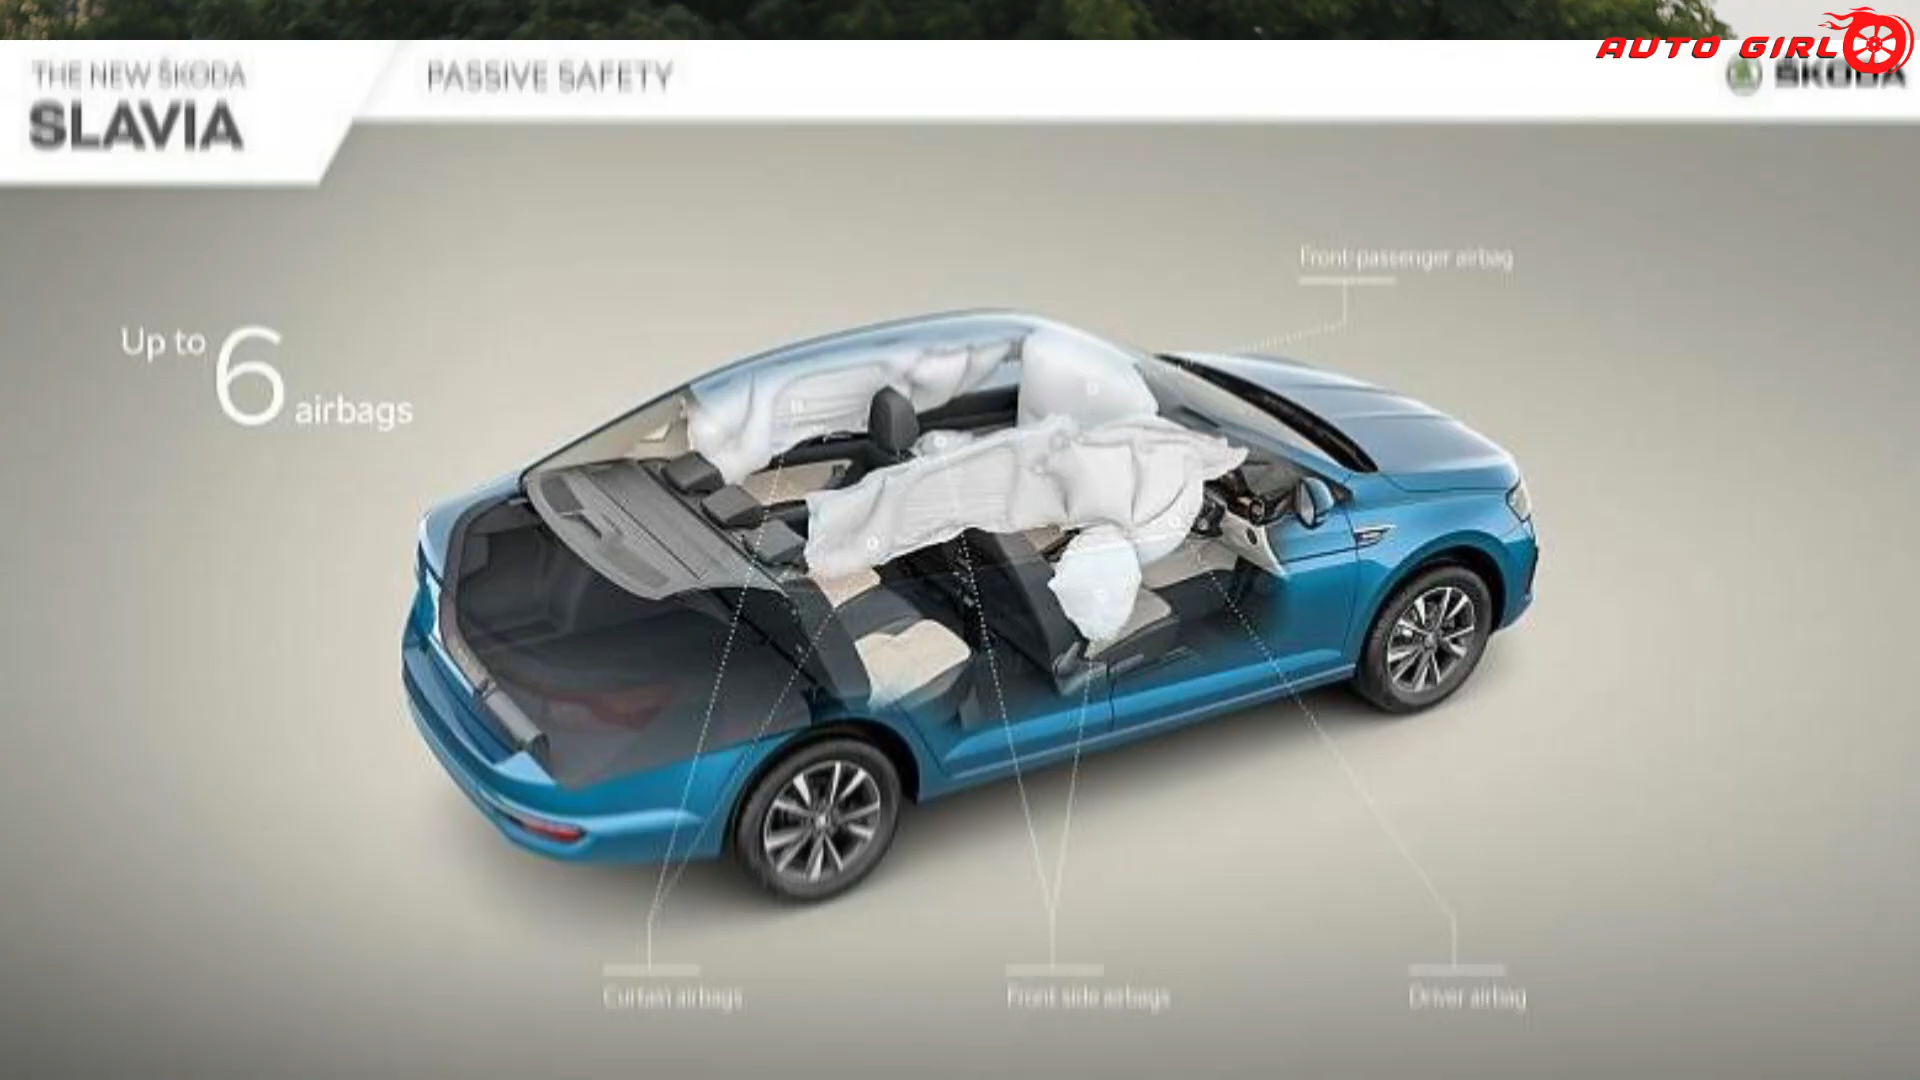 AUTO GIRL
THE NEW ŠKODA
SLAVIA
PASSIVE SAFETY
ŠKODA
Front-passenger airbag
Up to 6 airbags
Curtain airbags
Front side airbags
Driver airbag